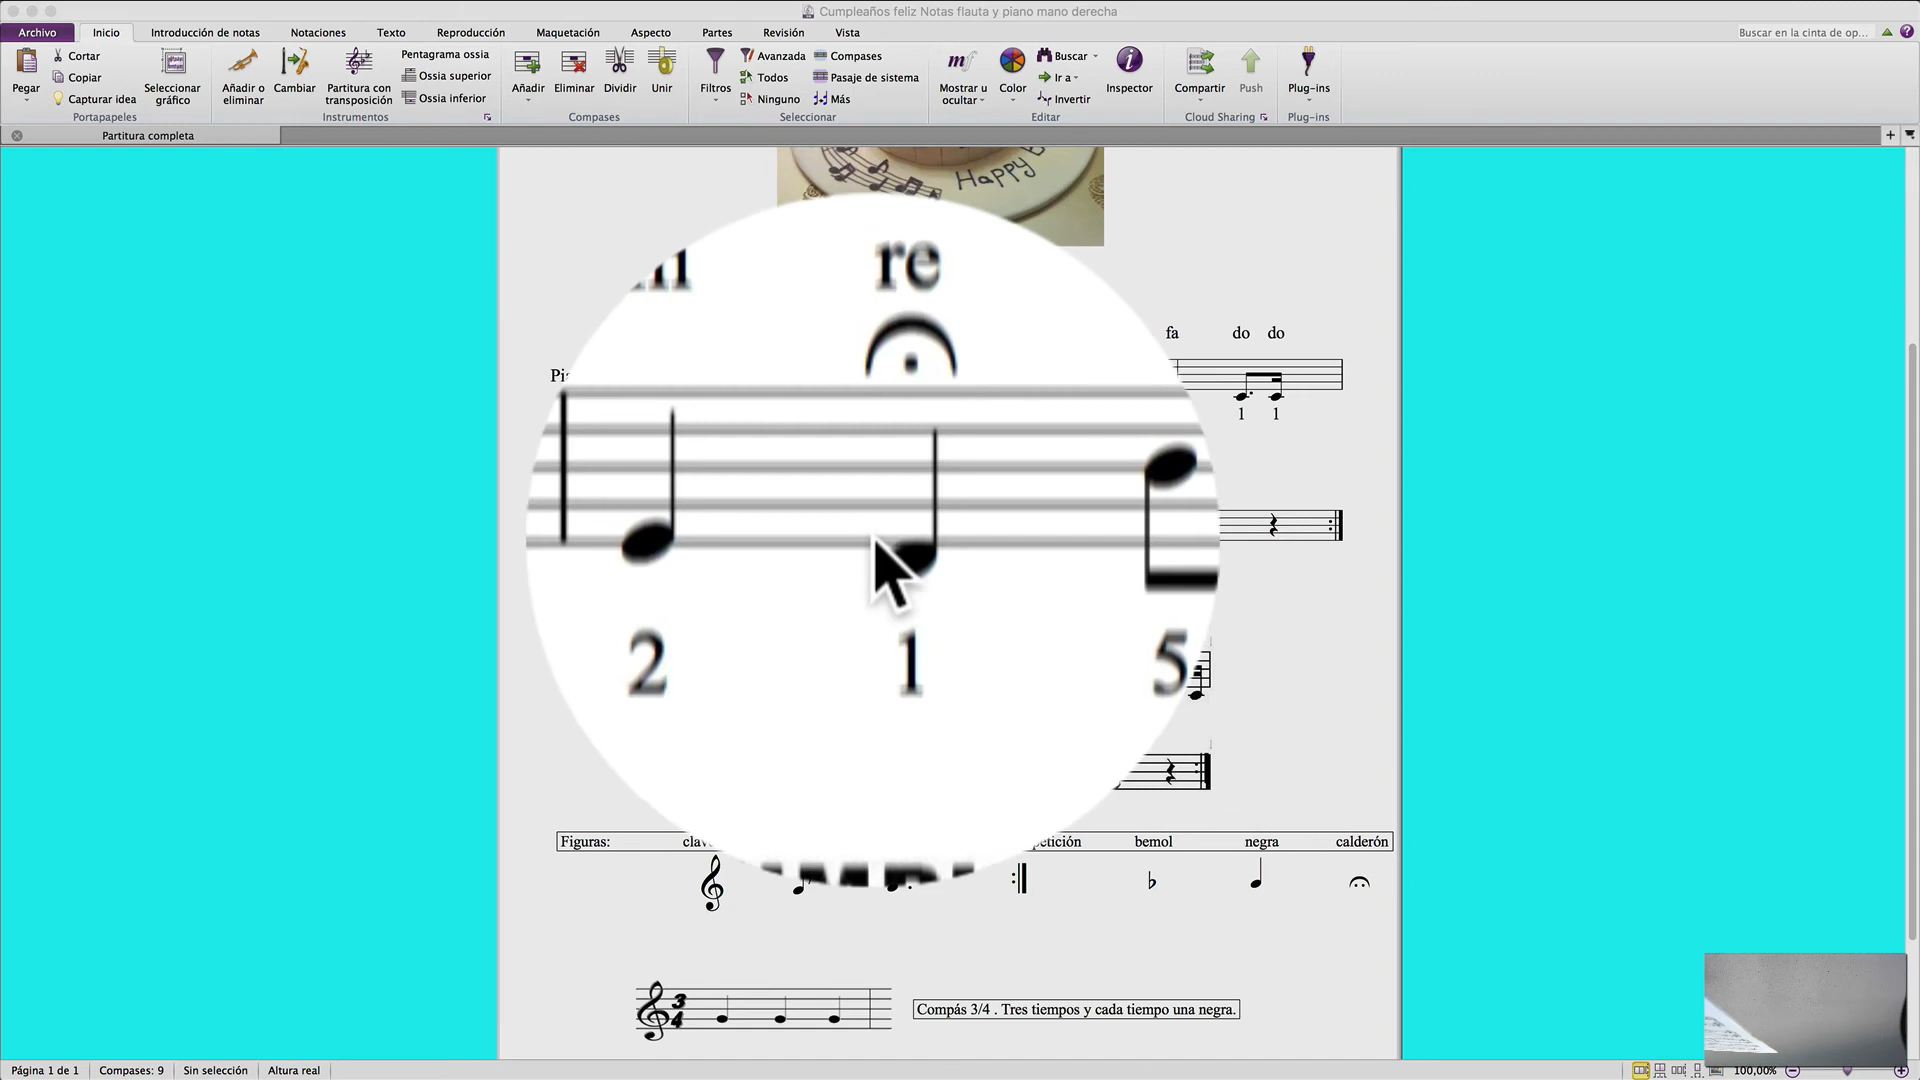 Cumpleaños feliz Notas flauta y piano mano derecha
Archivo Inicio Introducción de notas Notaciones Texto Reproducción Maquetación Aspecto Partes Revisión Vista Buscar en la cinta de op...
Pegar Cortar Copiar Capturar idea Seleccionar gráfico
Añadir o eliminar Cambiar Partitura con transposición Pentagrama ossia Ossia superior Ossia inferior
Añadir Eliminar Dividir Unir
Filtros Avanzada Todos Ninguno Compases Pasaje de sistema Más
Mostrar u ocultar Color Buscar Ir a Invertir Inspector
Compartir Push Plug-ins
Portapapeles Instrumentos Compases Seleccionar Editar Cloud Sharing Plug-ins
Partitura completa
Happy
re
fa do do
1 1
2 1 5
Figuras: bemol negra calderón
3
4
Compás 3/4 . Tres tiempos y cada tiempo una negra.
Página 1 de 1 Compases: 9 Sin selección Altura real 100,00%